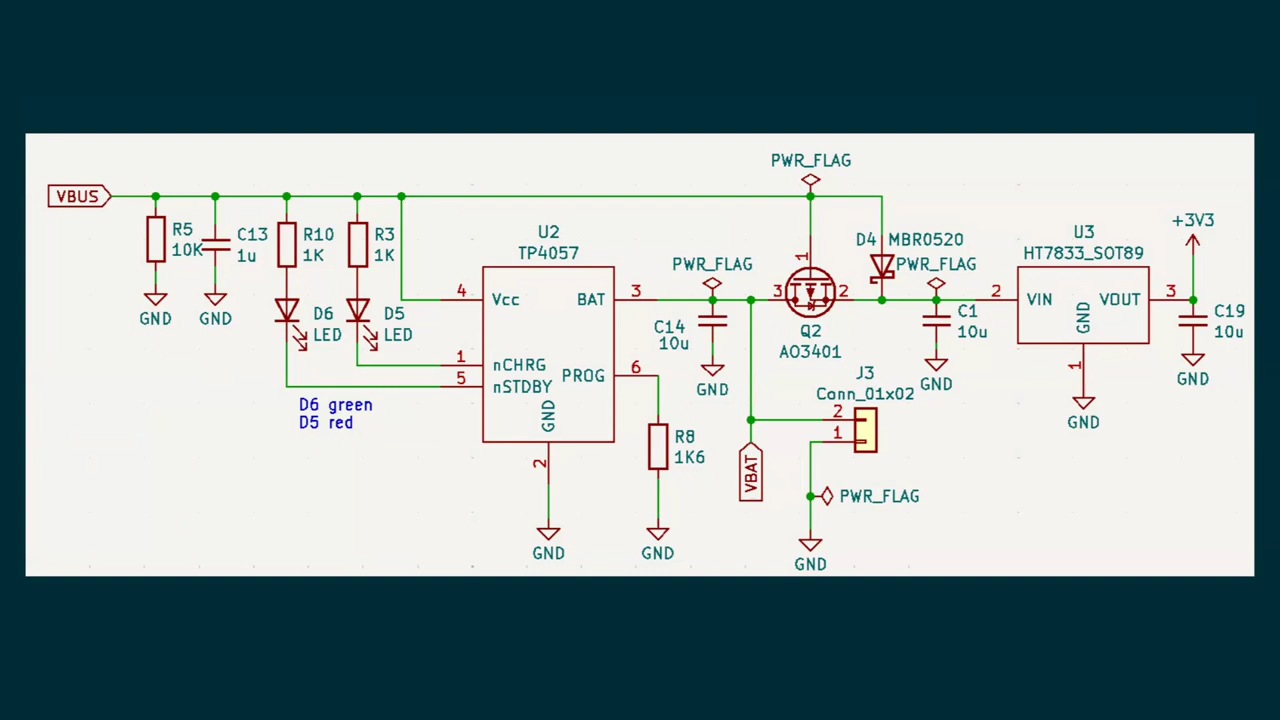 PWR_FLAG
VBUS
R5
10K
C13
1u
R10
1K
R3
1K
D6
LED
D5
LED
GND
GND
D6 green
D5 red
U2
TP4057
4
Vcc
BAT
3
1
nCHRG
5
nSTDBY
PROG
6
GND
2
GND
R8
1K6
GND
PWR_FLAG
C14
10u
GND
VBAT
1
3
2
Q2
AO3401
D4
MBR0520
PWR_FLAG
C1
10u
GND
J3
Conn_01x02
2
1
PWR_FLAG
GND
U3
HT7833_SOT89
2
VIN
VOUT
3
GND
1
GND
+3V3
C19
10u
GND